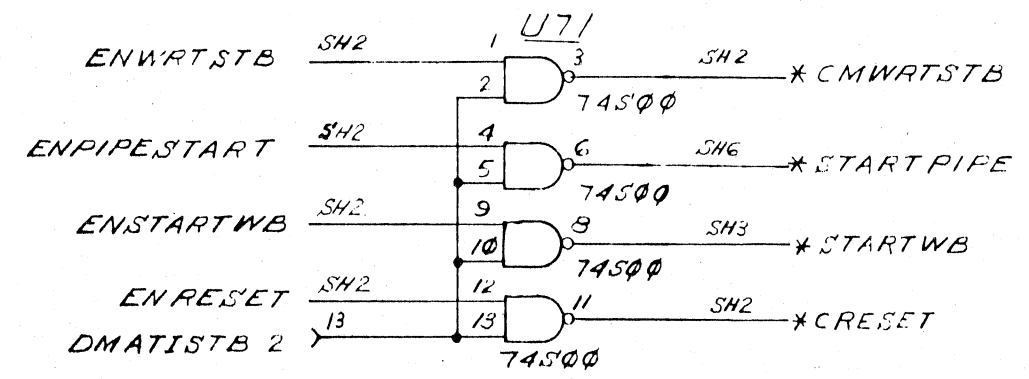 U71
ENWRTSTB SH2 1 3 SH2 *CMWRTSTB
2 74SØØ
ENPIPESTART SH2 4 6 SH6 *STARTPIPE
5 74SØØ
ENSTARTWB SH2 9 8 SH3 *STARTWB
1Ø 74SØØ
ENRESET SH2 12 11 SH2 *CRESET
DMATISTB 2 13 13
74SØØ